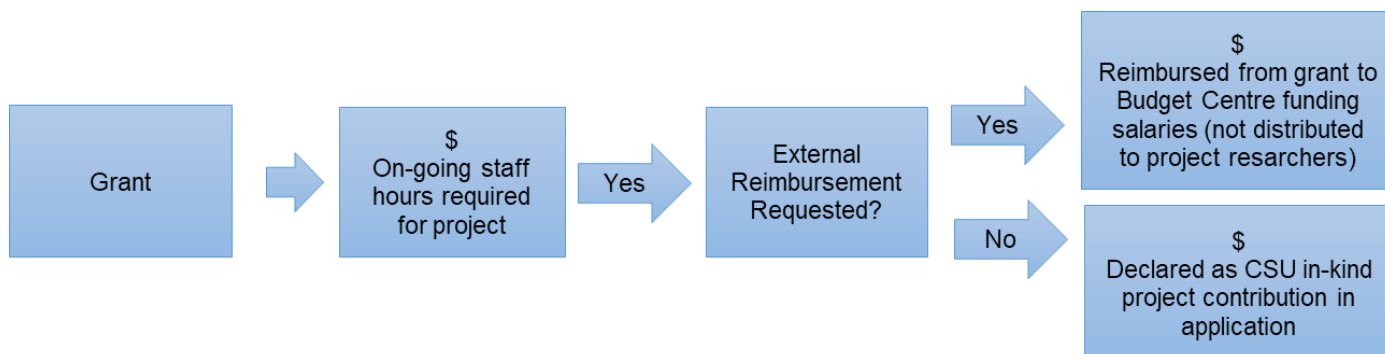 Grant
$
On-going staff
hours required
for project
Yes
External
Reimbursement
Requested?
Yes
$
Reimbursed from grant to
Budget Centre funding
salaries (not distributed
to project resarchers)
No
$
Declared as CSU in-kind
project contribution in
application